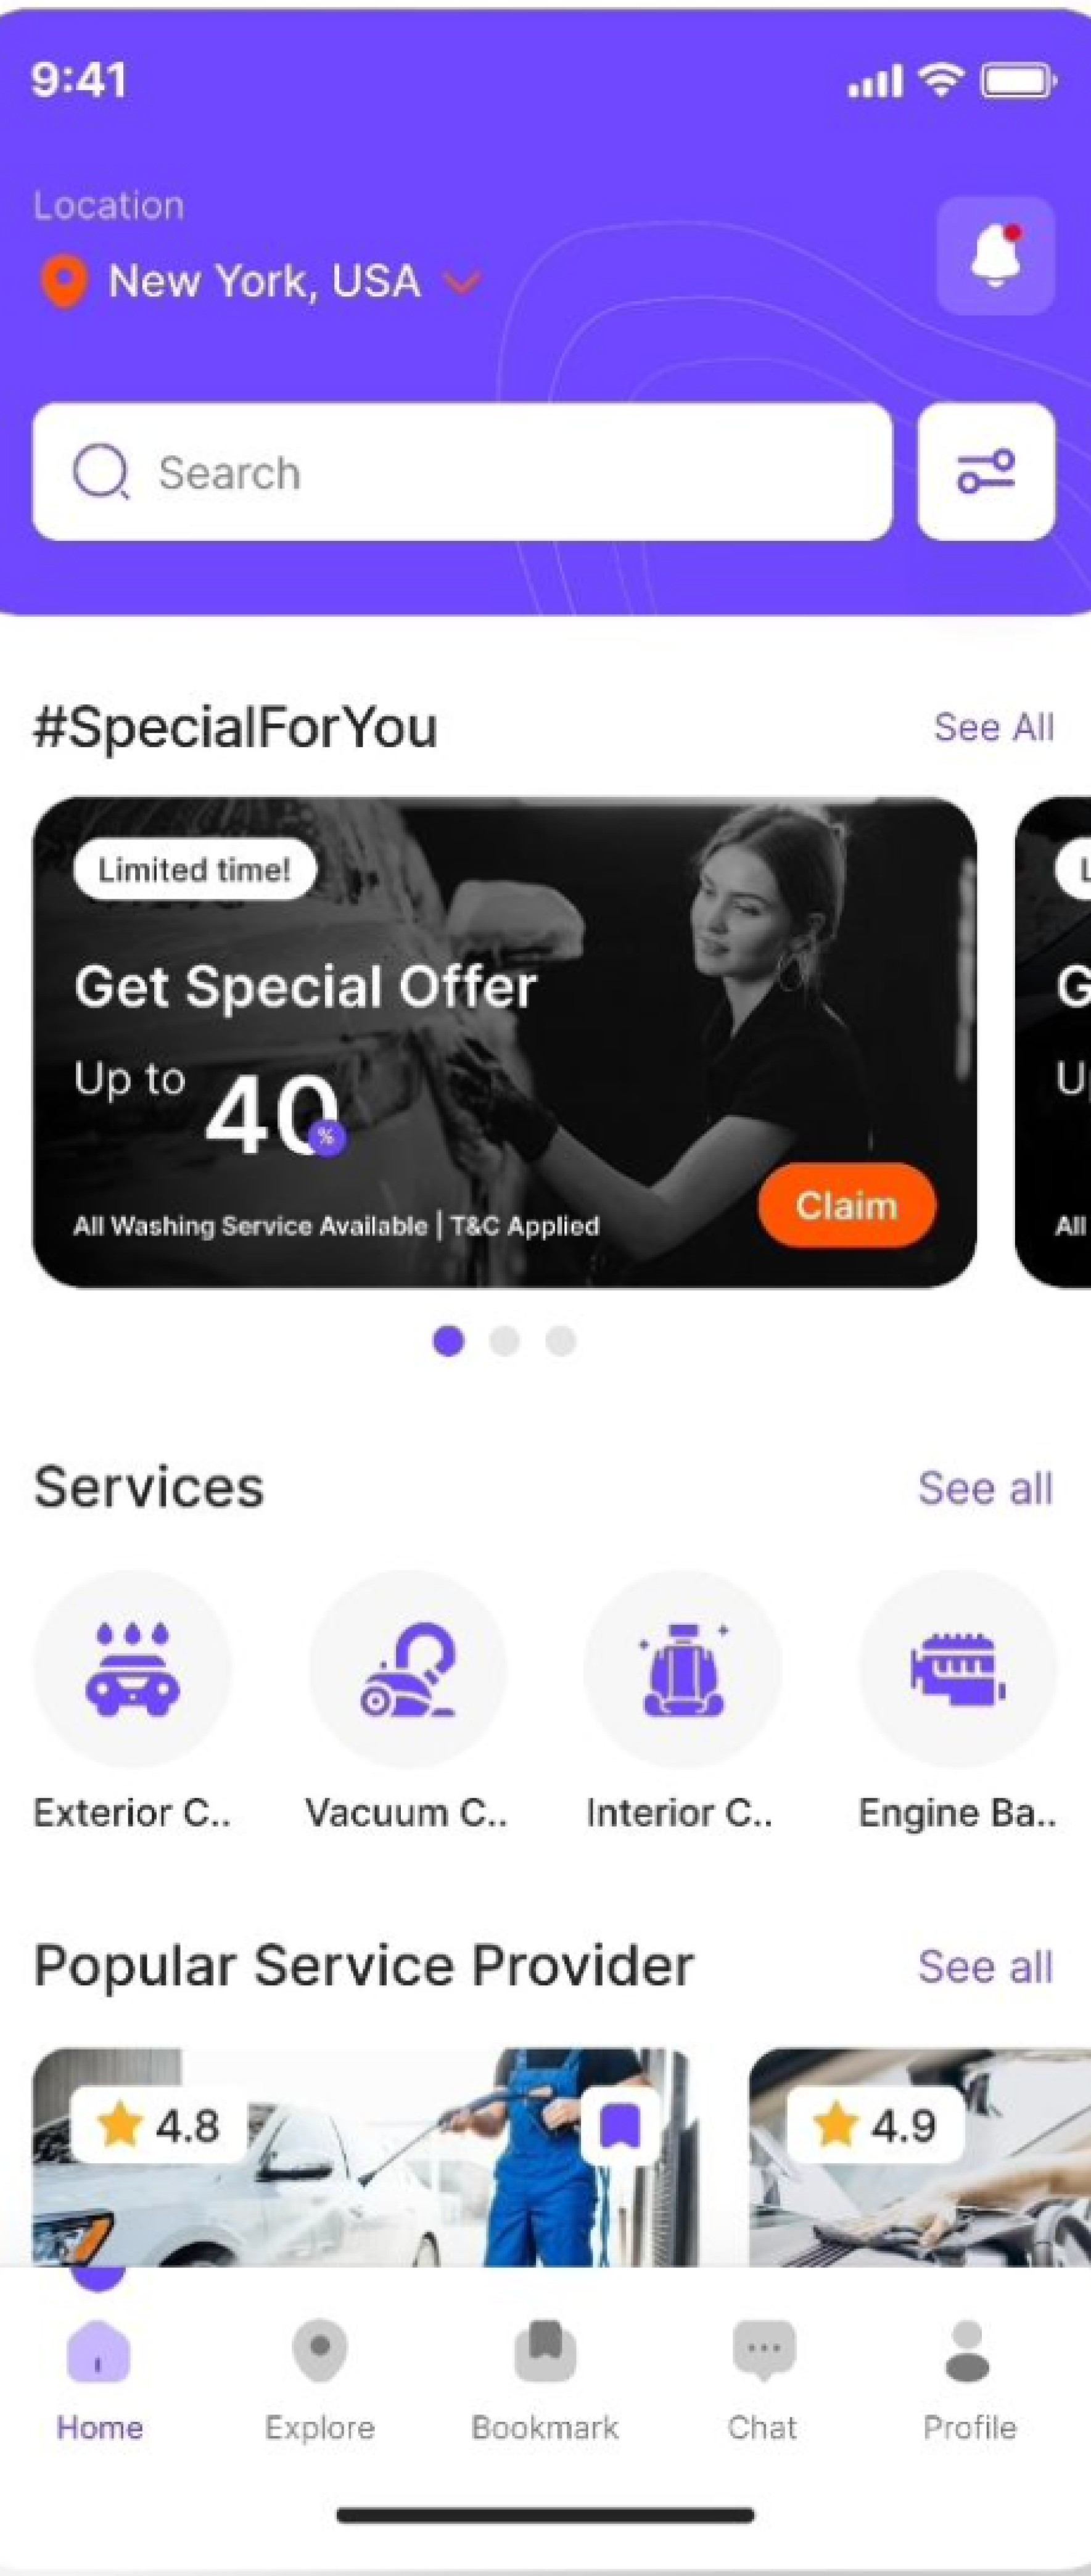 9:41
Location
New York, USA
Search
#SpecialForYou See All
Limited time! L
Get Special Offer G
Up to 40% U
All Washing Service Available | T&C Applied All
Claim
Services See all
Exterior C.. Vacuum C.. Interior C.. Engine Ba..
Popular Service Provider See all
4.8 4.9
Home Explore Bookmark Chat Profile